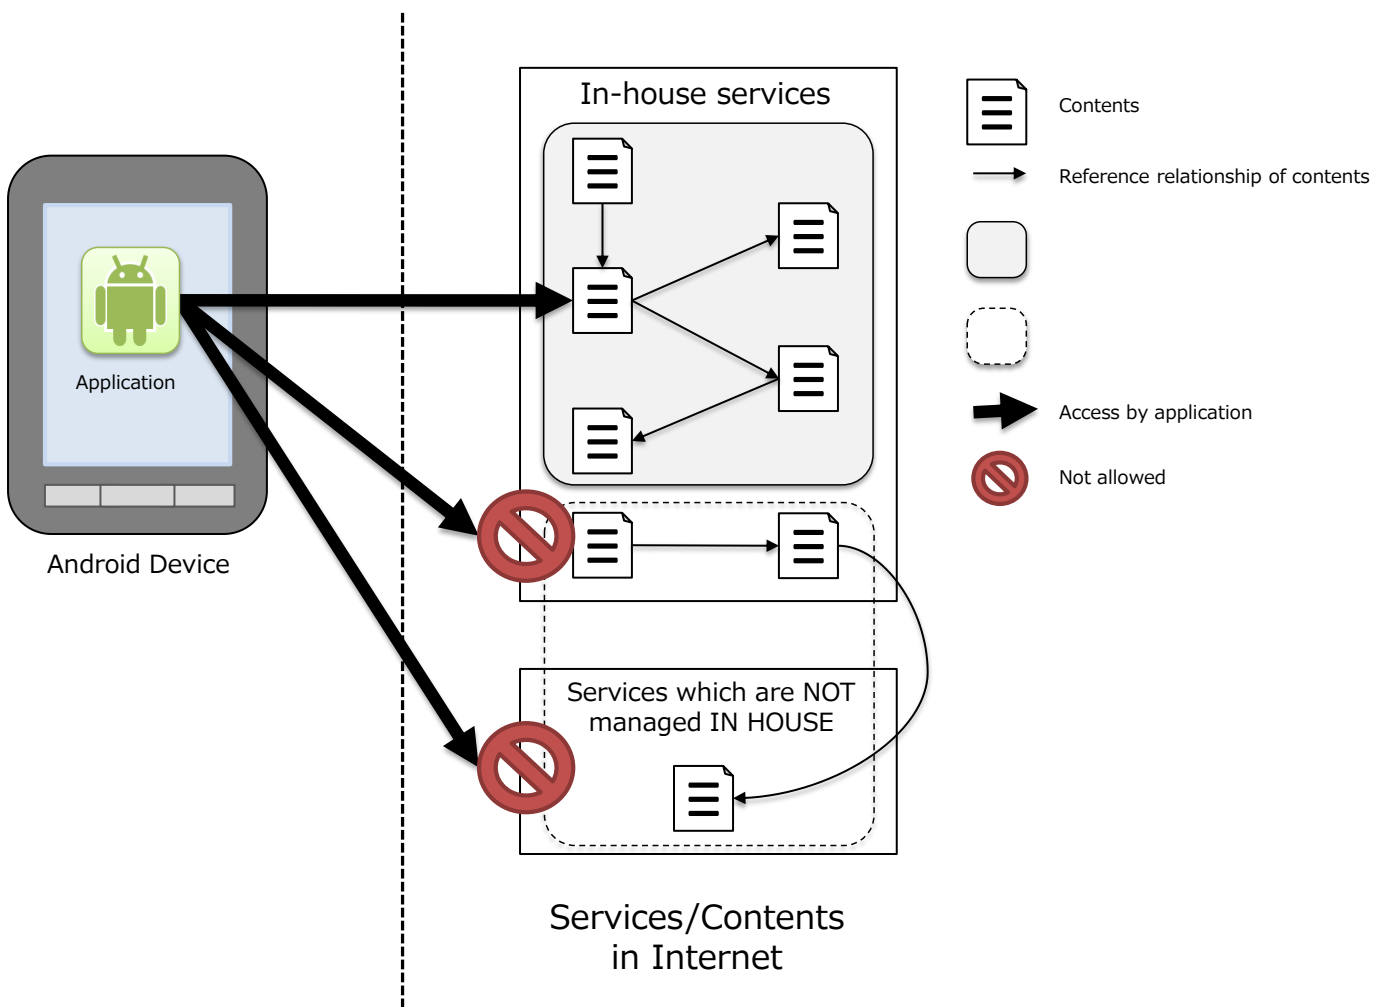 In-house services
Contents
Reference relationship of contents
Application
Access by application
Not allowed
Android Device
Services which are NOT
managed IN HOUSE
Services/Contents
in Internet